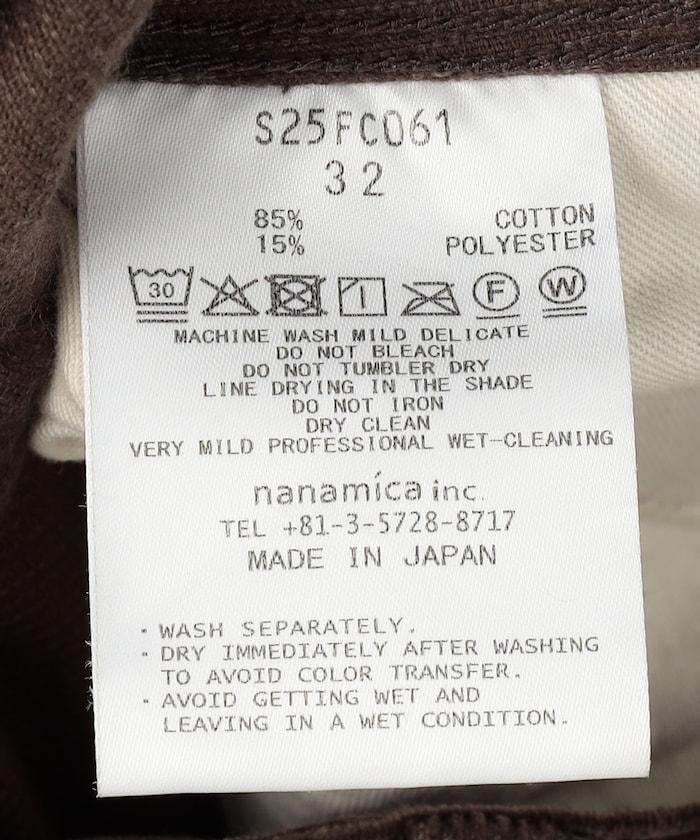 S25FC061
32
85% COTTON
15% POLYESTER
30 F W
MACHINE WASH MILD DELICATE
DO NOT BLEACH
DO NOT TUMBLER DRY
LINE DRYING IN THE SHADE
DO NOT IRON
DRY CLEAN
VERY MILD PROFESSIONAL WET-CLEANING
nanamíca inc.
TEL +81-3-5728-8717
MADE IN JAPAN
・WASH SEPARATELY.
・DRY IMMEDIATELY AFTER WASHING
TO AVOID COLOR TRANSFER.
・AVOID GETTING WET AND
LEAVING IN A WET CONDITION.